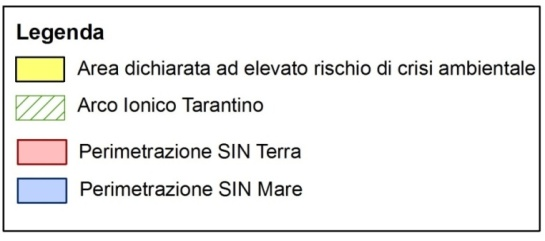 Legenda
Area dichiarata ad elevato rischio di crisi ambientale
Arco Ionico Tarantino
Perimetrazione SIN Terra
Perimetrazione SIN Mare